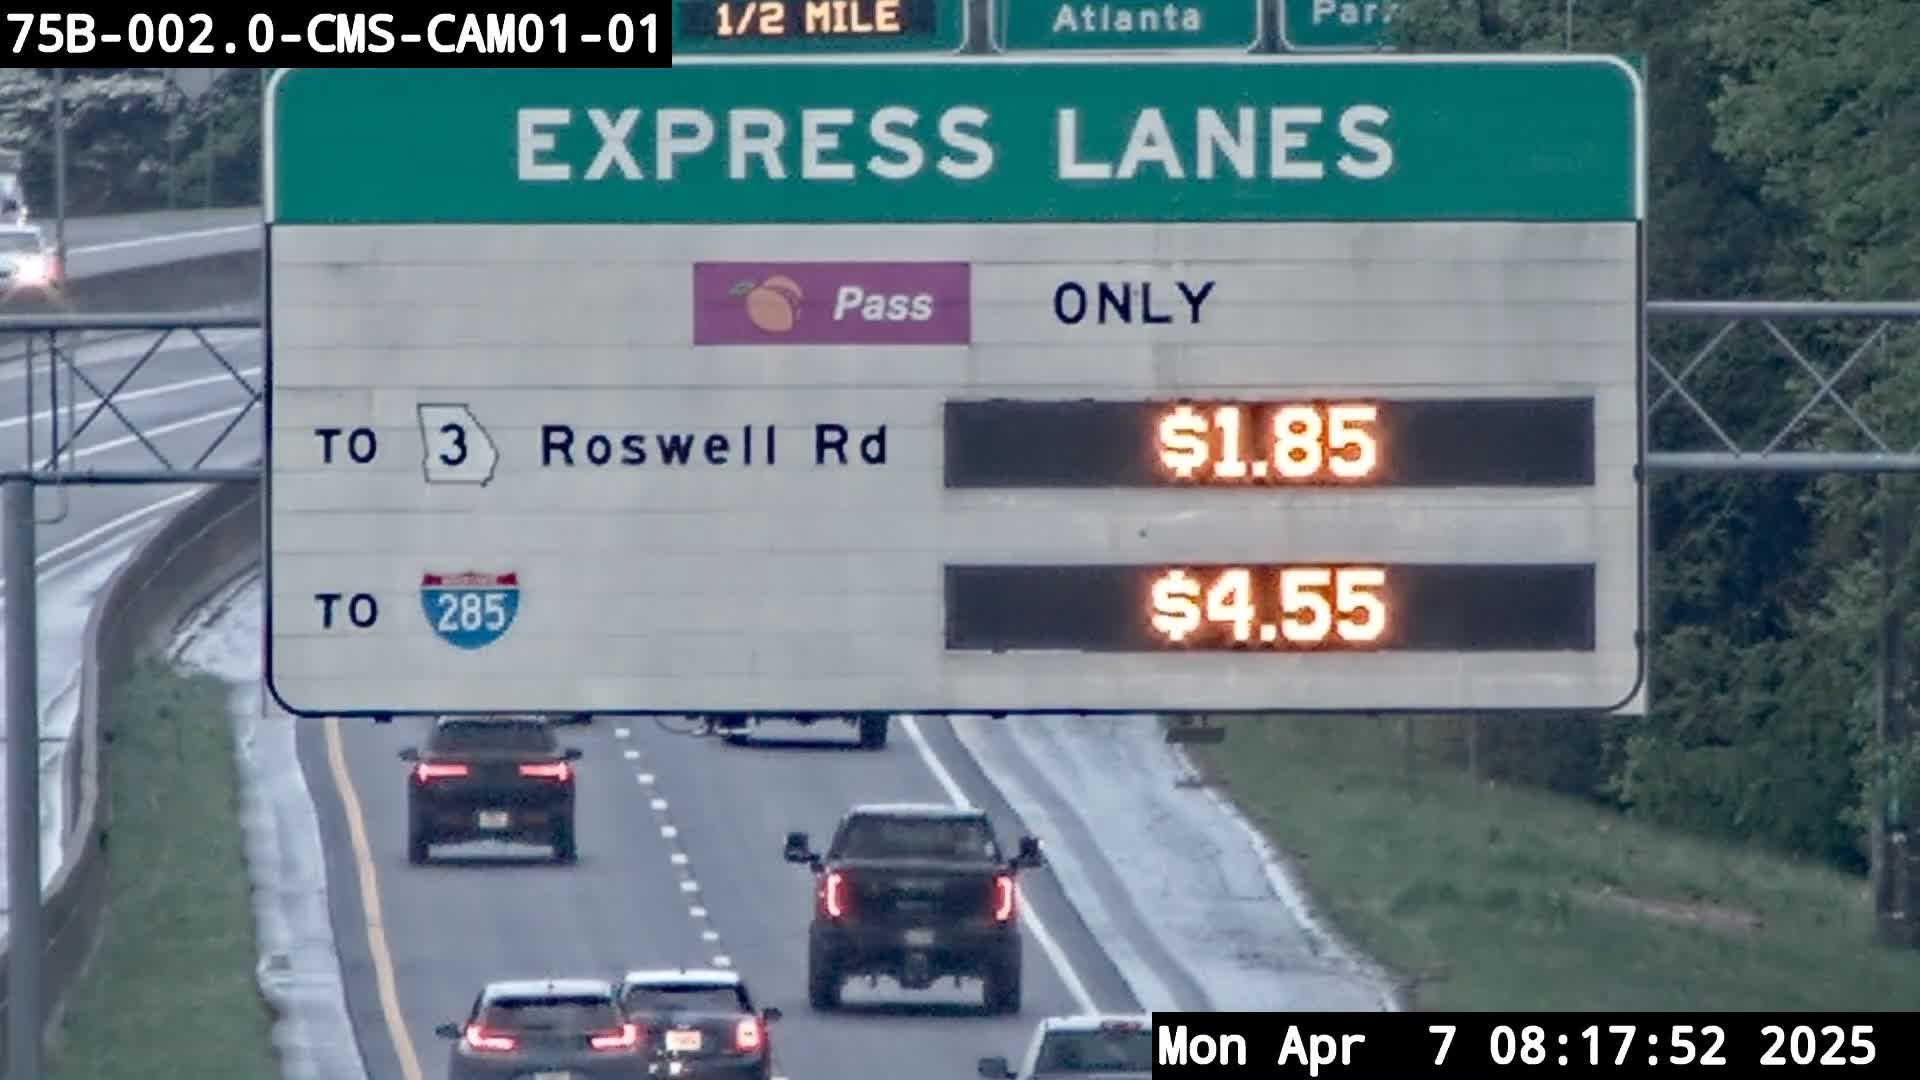 75B-002.0-CMS-CAM01-01
1/2 MILE
Atlanta
EXPRESS LANES
Pass ONLY
TO 3 Roswell Rd $1.85
TO 285 $4.55
Mon Apr 7 08:17:52 2025